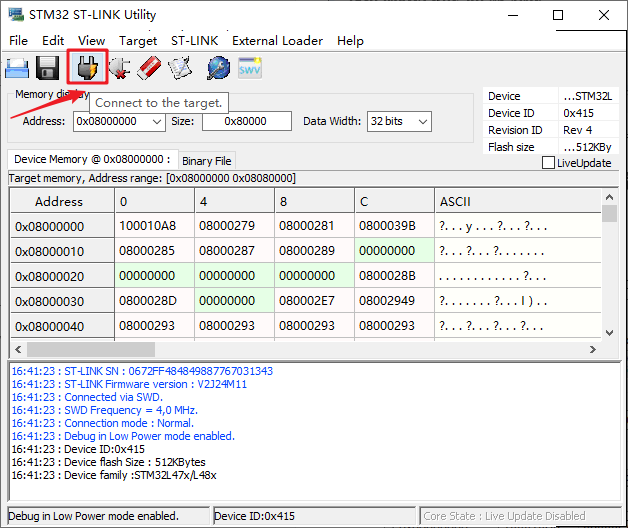 STM32 ST-LINK Utility
File Edit View Target ST-LINK External Loader Help
SWV
Memory display
Connect to the target.
Address: 0x08000000 Size: 0x80000 Data Width: 32 bits
Device ...STM32L
Device ID 0x415
Revision ID Rev 4
Flash size ...512KBy
LiveUpdate
Device Memory @ 0x08000000 : Binary File
Target memory, Address range: [0x08000000 0x08080000]
Address 0 4 8 C ASCII
0x08000000 100010A8 08000279 08000281 0800039B ?...y...?...?...
0x08000010 08000285 08000287 08000289 00000000 ?...?...?.......
0x08000020 00000000 00000000 00000000 0800028B ............?...
0x08000030 0800028D 00000000 080002E7 08002949 ?.......?...I)..
0x08000040 08000293 08000293 08000293 08000293 ?...?...?...?...
16:41:23 : ST-LINK SN : 0672FF484849887767031343
16:41:23 : ST-LINK Firmware version : V2J24M11
16:41:23 : Connected via SWD.
16:41:23 : SWD Frequency = 4,0 MHz.
16:41:23 : Connection mode : Normal.
16:41:23 : Debug in Low Power mode enabled.
16:41:23 : Device ID:0x415
16:41:23 : Device flash Size : 512KBytes
16:41:23 : Device family :STM32L47x/L48x
Debug in Low Power mode enabled. Device ID:0x415 Core State : Live Update Disabled